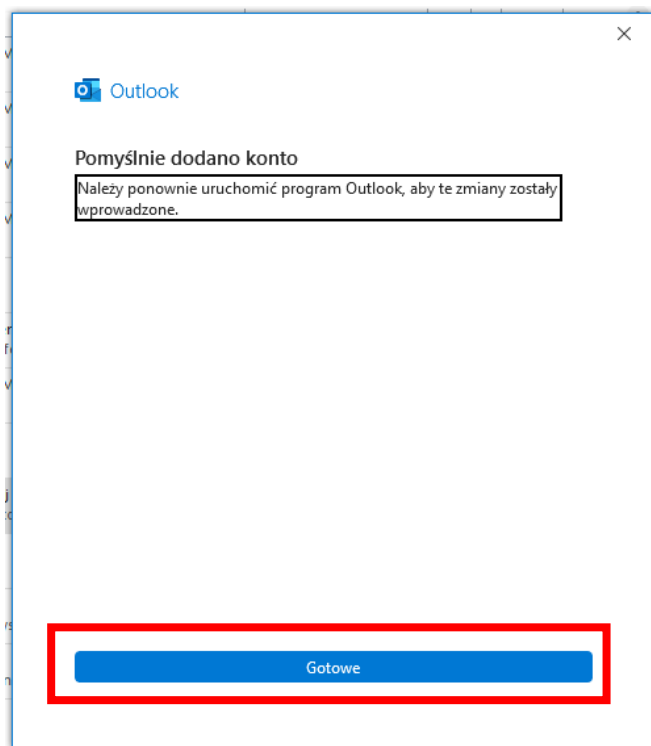 Outlook
Pomyślnie dodano konto
Należy ponownie uruchomić program Outlook, aby te zmiany zostały
wprowadzone.
Gotowe